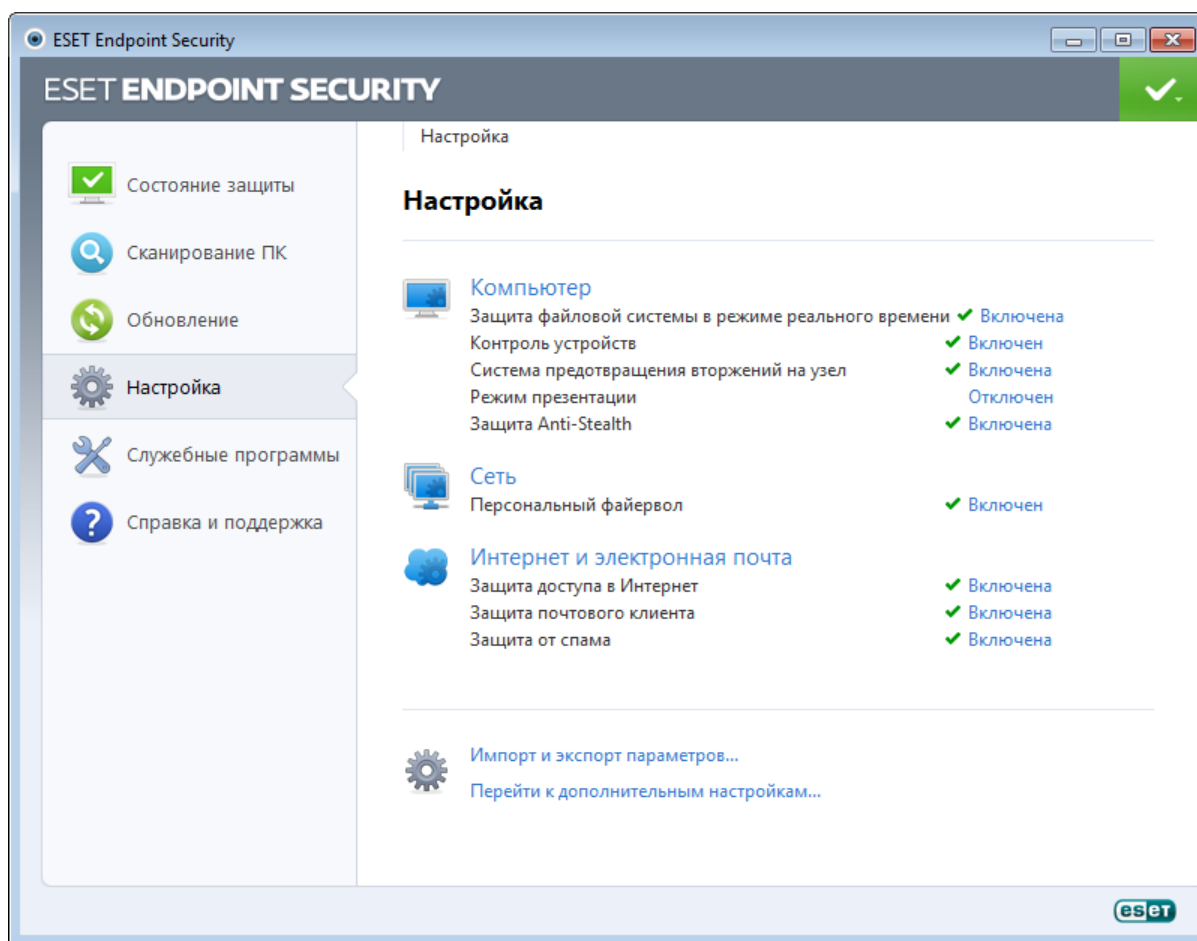 ESET Endpoint Security
ESET ENDPOINT SECURITY
Состояние защиты
Сканирование ПК
Обновление
Настройка
Служебные программы
Справка и поддержка
Настройка
Настройка
Компьютер
Защита файловой системы в режиме реального времени Включена
Контроль устройств Включен
Система предотвращения вторжений на узел Включена
Режим презентации Отключен
Защита Anti-Stealth Включена
Сеть
Персональный файервол Включен
Интернет и электронная почта
Защита доступа в Интернет Включена
Защита почтового клиента Включена
Защита от спама Включена
Импорт и экспорт параметров...
Перейти к дополнительным настройкам...
eset